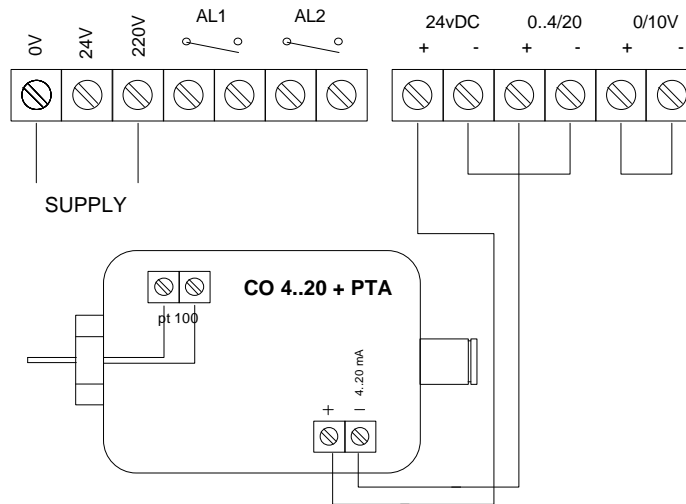 0V 24V 220V AL1 AL2 24vDC 0..4/20 0/10V
+ - + - + -
SUPPLY
CO 4..20 + PTA
pt 100
4..20 mA
+ –